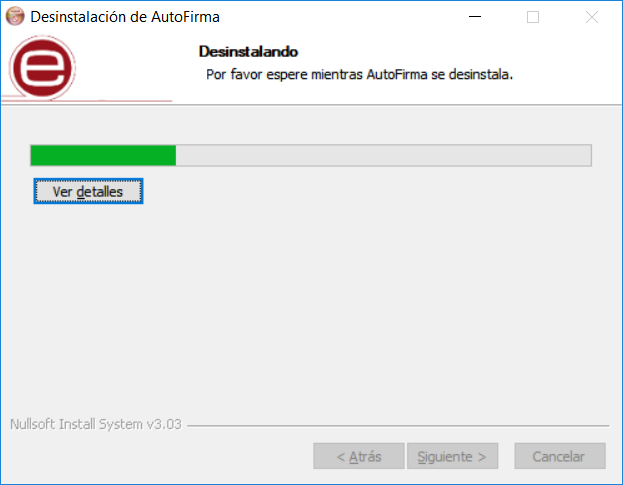 Desinstalación de AutoFirma
e
Desinstalando
Por favor espere mientras AutoFirma se desinstala.
Ver detalles
Nullsoft Install System v3.03
< Atrás
Siguiente >
Cancelar